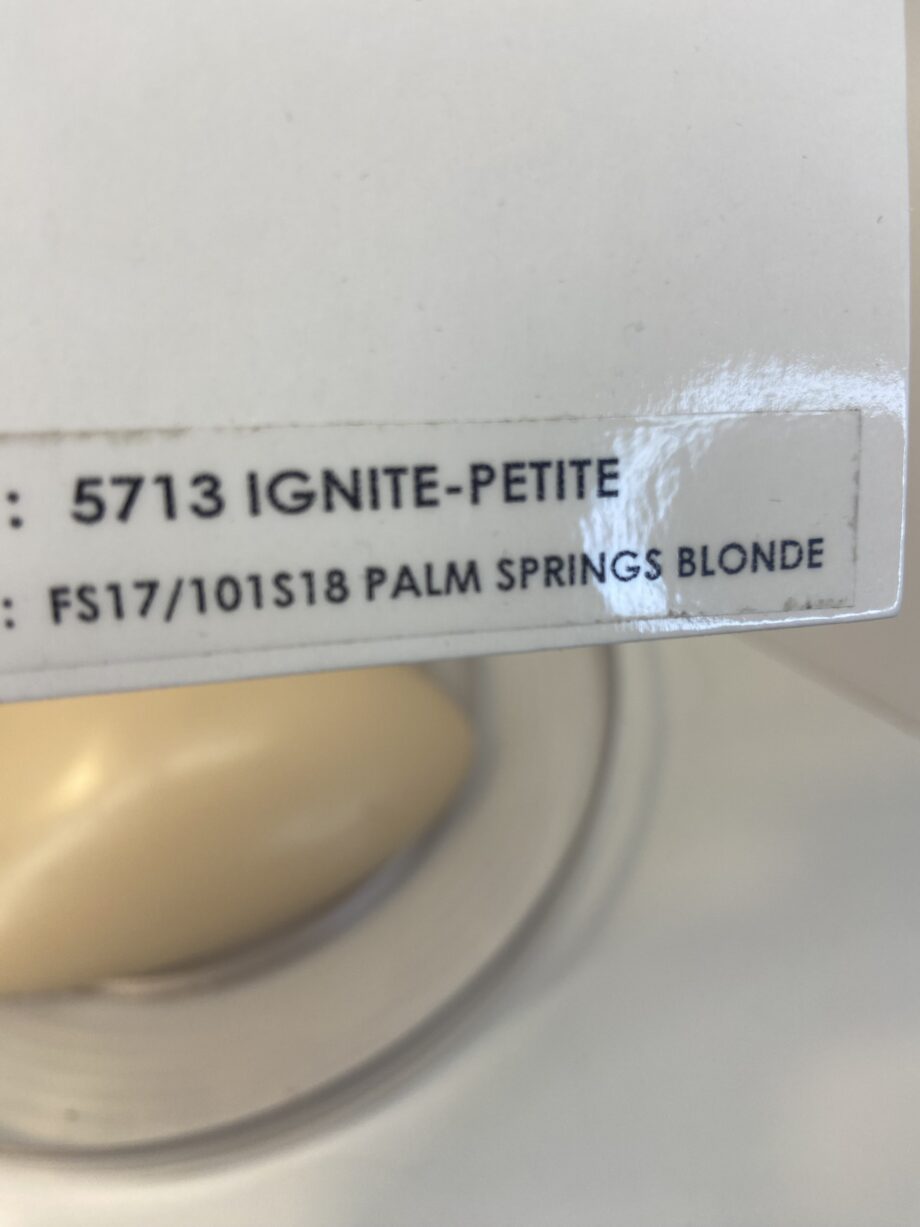 : 5713 IGNITE-PETITE
: FS17/101S18 PALM SPRINGS BLONDE